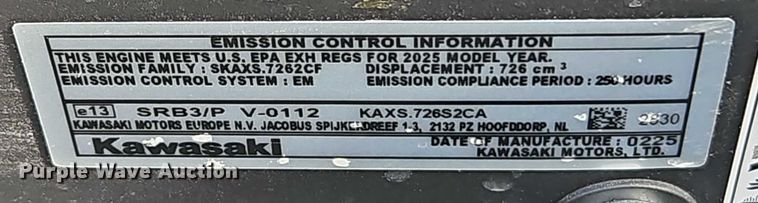 EMISSION CONTROL INFORMATION
THIS ENGINE MEETS U.S. EPA EXH REGS FOR 2025 MODEL YEAR.
EMISSION FAMILY : SKAXS.7262CF DISPLACEMENT : 726 cm³
EMISSION CONTROL SYSTEM : EM EMISSION COMPLIANCE PERIOD : 250 HOURS
e13 SRB3/P V-0112 KAXS.726S2CA
KAWASAKI MOTORS EUROPE N.V. JACOBUS SPIJKERDREEF 1-3, 2132 PZ HOOFDDORP, NL
Kawasaki DATE OF MANUFACTURE : 0225
KAWASAKI MOTORS, LTD.
Purple Wave Auction